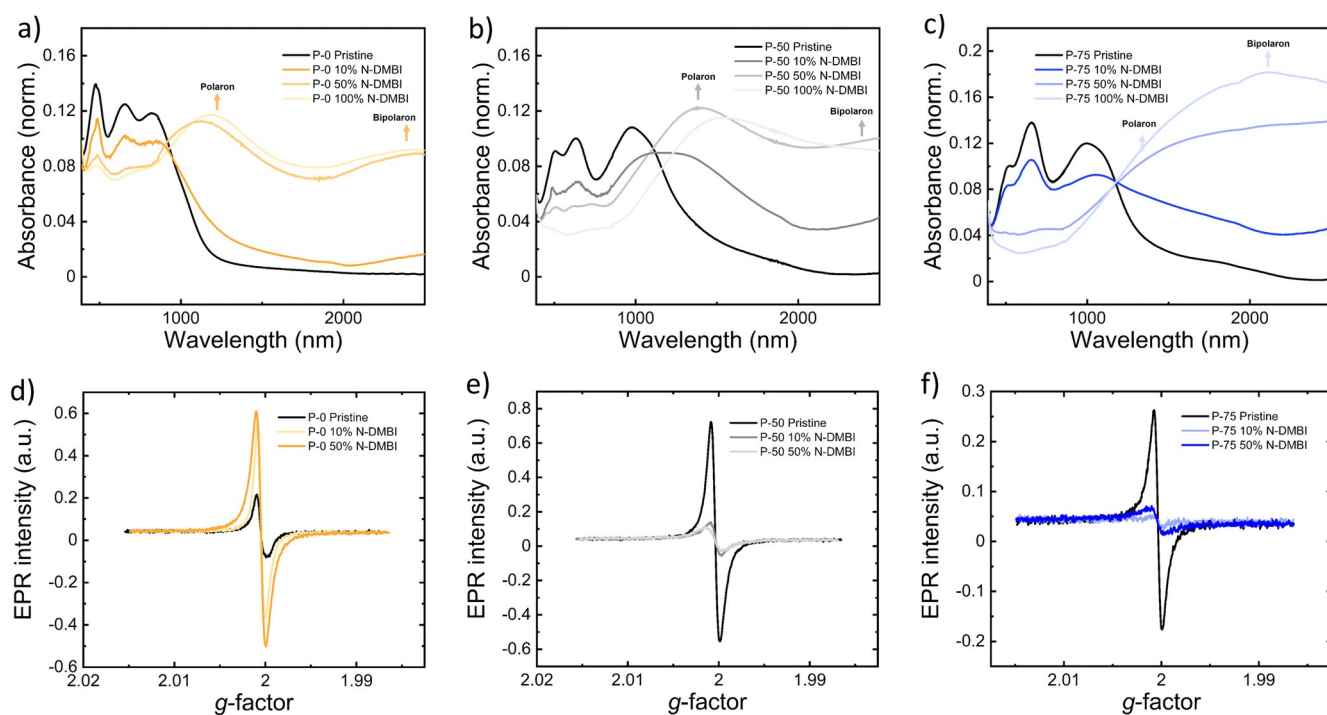 a)
P-0 Pristine
P-0 10% N-DMBI
P-0 50% N-DMBI
P-0 100% N-DMBI
Polaron
Bipolaron
0.16
0.12
0.08
0.04
0
1000
2000
Absorbance (norm.)
Wavelength (nm)
b)
P-50 Pristine
P-50 10% N-DMBI
P-50 50% N-DMBI
P-50 100% N-DMBI
Polaron
Bipolaron
0.16
0.12
0.08
0.04
0
1000
2000
Absorbance (norm.)
Wavelength (nm)
c)
P-75 Pristine
P-75 10% N-DMBI
P-75 50% N-DMBI
P-75 100% N-DMBI
Bipolaron
Polaron
0.2
0.16
0.12
0.08
0.04
0
1000
2000
Absorbance (norm.)
Wavelength (nm)
d)
P-0 Pristine
P-0 10% N-DMBI
P-0 50% N-DMBI
0.6
0.4
0.2
0
-0.2
-0.4
-0.6
2.02
2.01
2
1.99
EPR intensity (a.u.)
g-factor
e)
P-50 Pristine
P-50 10% N-DMBI
P-50 50% N-DMBI
0.8
0.6
0.4
0.2
0
-0.2
-0.4
-0.6
2.02
2.01
2
1.99
EPR intensity (a.u.)
g-factor
f)
P-75 Pristine
P-75 10% N-DMBI
P-75 50% N-DMBI
0.3
0.2
0.1
0
-0.1
-0.2
2.01
2
1.99
EPR intensity (a.u.)
g-factor